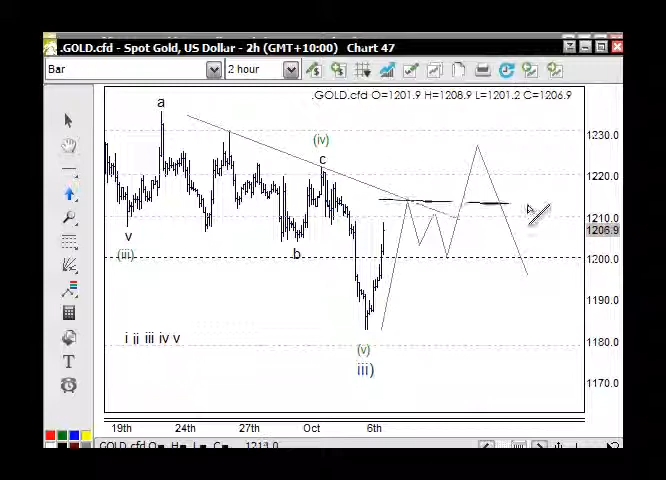 .GOLD.cfd - Spot Gold, US Dollar - 2h (GMT+10:00) Chart 47
Bar
2 hour
.GOLD.cfd O=1201.9 H=1208.9 L=1201.2 C=1206.9
a
1230.0
(iv)
c
1220.0
1210.0
v
1206.9
(iii)
b
1200.0
1190.0
i ii iii iv v
1180.0
(v)
iii)
T
1170.0
19th 24th 27th Oct 6th